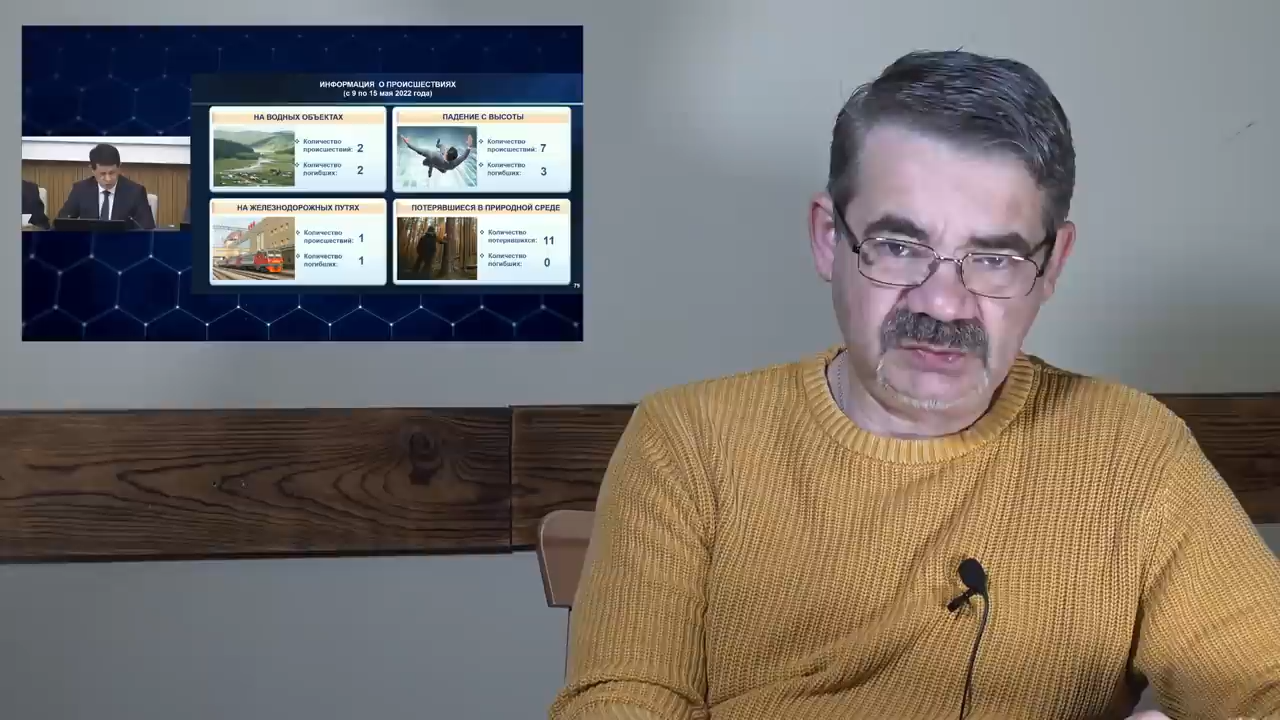 ИНФОРМАЦИЯ О ПРОИСШЕСТВИЯХ
(с 9 по 15 мая 2022 года)
НА ВОДНЫХ ОБЪЕКТАХ
Количество
происшествий: 2
Количество
погибших: 2
ПАДЕНИЕ С ВЫСОТЫ
Количество
происшествий: 7
Количество
погибших: 3
НА ЖЕЛЕЗНОДОРОЖНЫХ ПУТЯХ
Количество
происшествий: 1
Количество
погибших: 1
ПОТЕРЯВШИЕСЯ В ПРИРОДНОЙ СРЕДЕ
Количество
потерявшихся: 11
Количество
погибших: 0
79